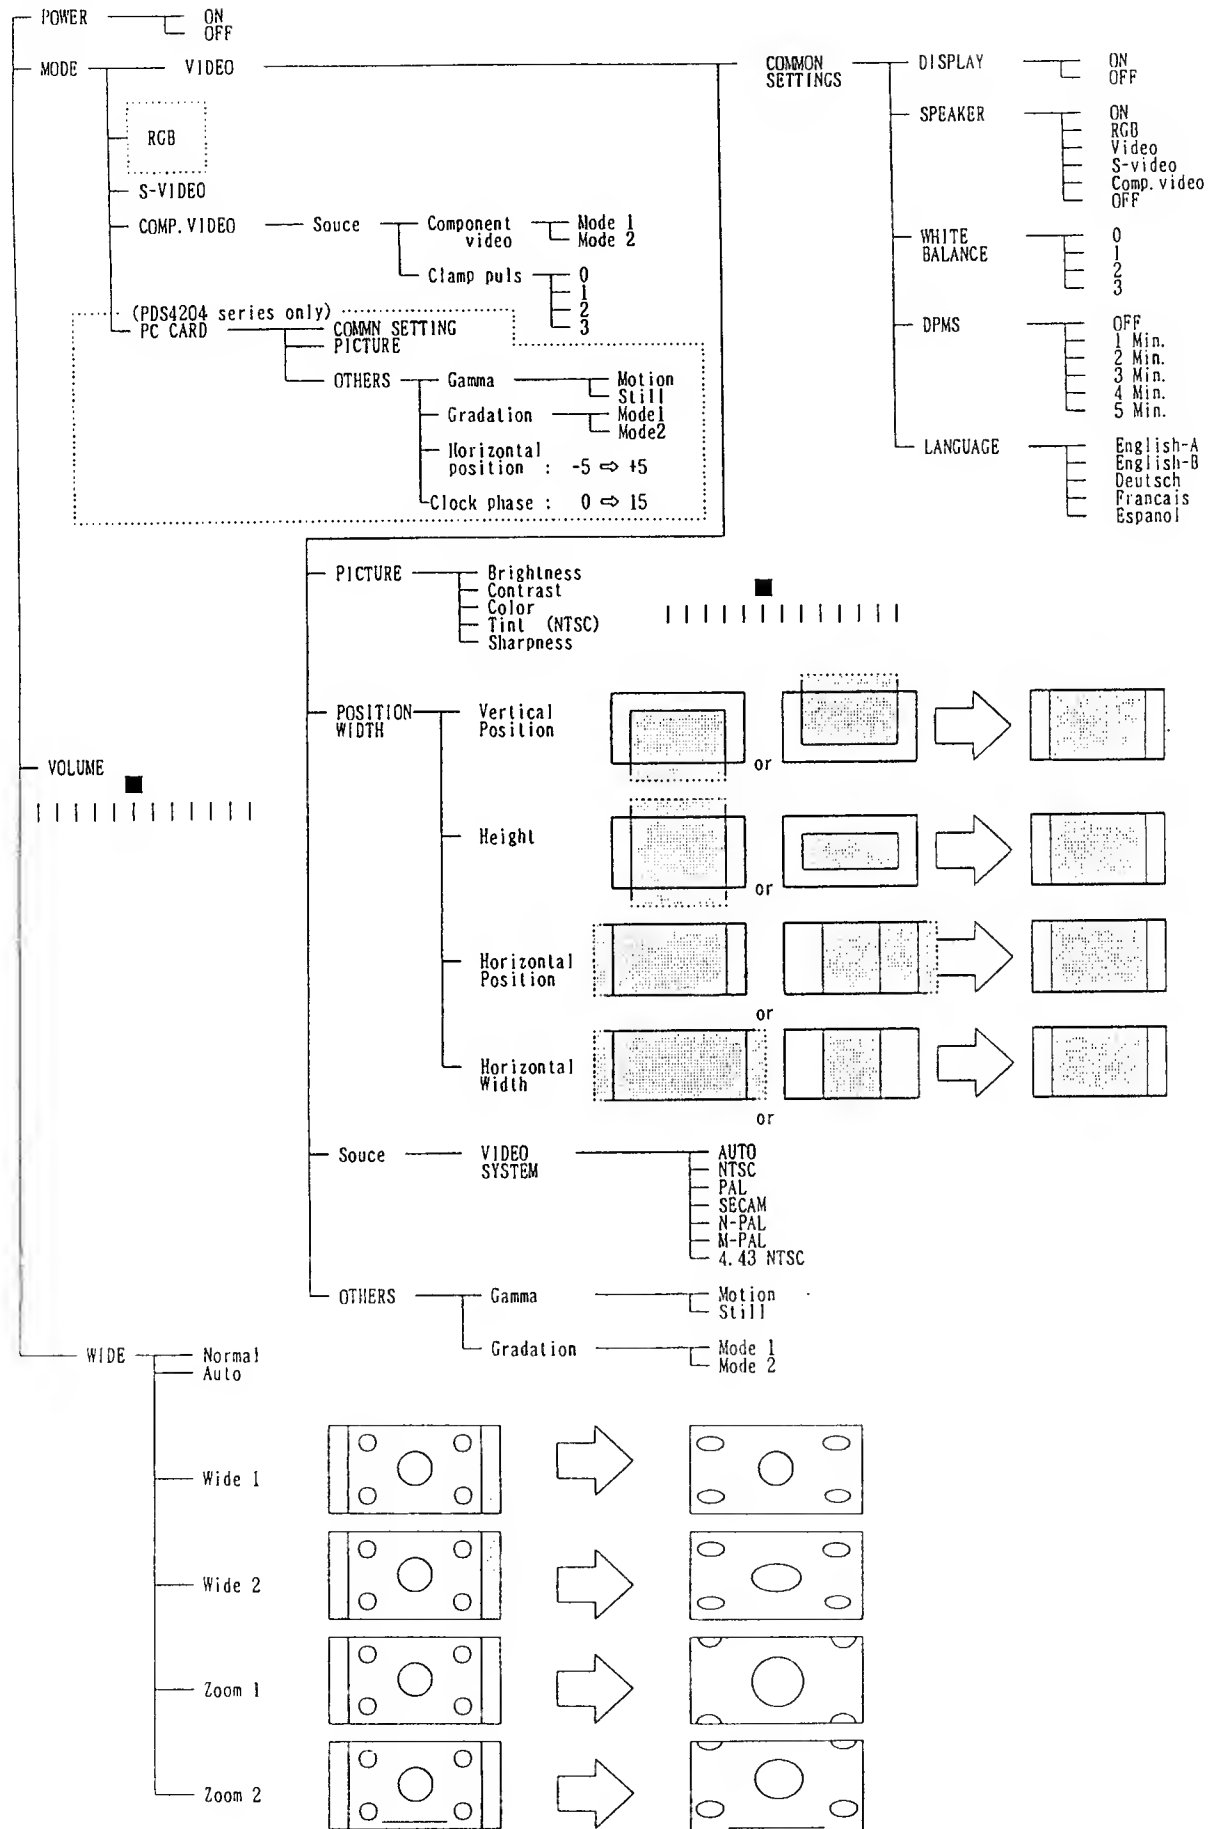 POWER
ON
OFF
MODE
VIDEO
RGB
S-VIDEO
COMP.VIDEO
Souce
Component
video
Mode 1
Mode 2
Clamp puls
0
1
2
3
(PDS4204 series only)
PC CARD
COMMN SETTING
PICTURE
OTHERS
Gamma
Motion
Still
Gradation
Mode1
Mode2
Horizontal
position : -5 ⇨ +5
Clock phase : 0 ⇨ 15
COMMON
SETTINGS
DISPLAY
ON
OFF
SPEAKER
ON
RGB
Video
S-video
Comp.video
OFF
WHITE
BALANCE
0
1
2
3
DPMS
OFF
1 Min.
2 Min.
3 Min.
4 Min.
5 Min.
LANGUAGE
English-A
English-B
Deutsch
Francais
Espanol
PICTURE
Brightness
Contrast
Color
Tint (NTSC)
Sharpness
POSITION
WIDTH
Vertical
Position
or
Height
or
Horizontal
Position
or
Horizontal
Width
or
Souce
VIDEO
SYSTEM
AUTO
NTSC
PAL
SECAM
N-PAL
M-PAL
4.43 NTSC
OTHERS
Gamma
Motion
Still
Gradation
Mode 1
Mode 2
VOLUME
WIDE
Normal
Auto
Wide 1
Wide 2
Zoom 1
Zoom 2